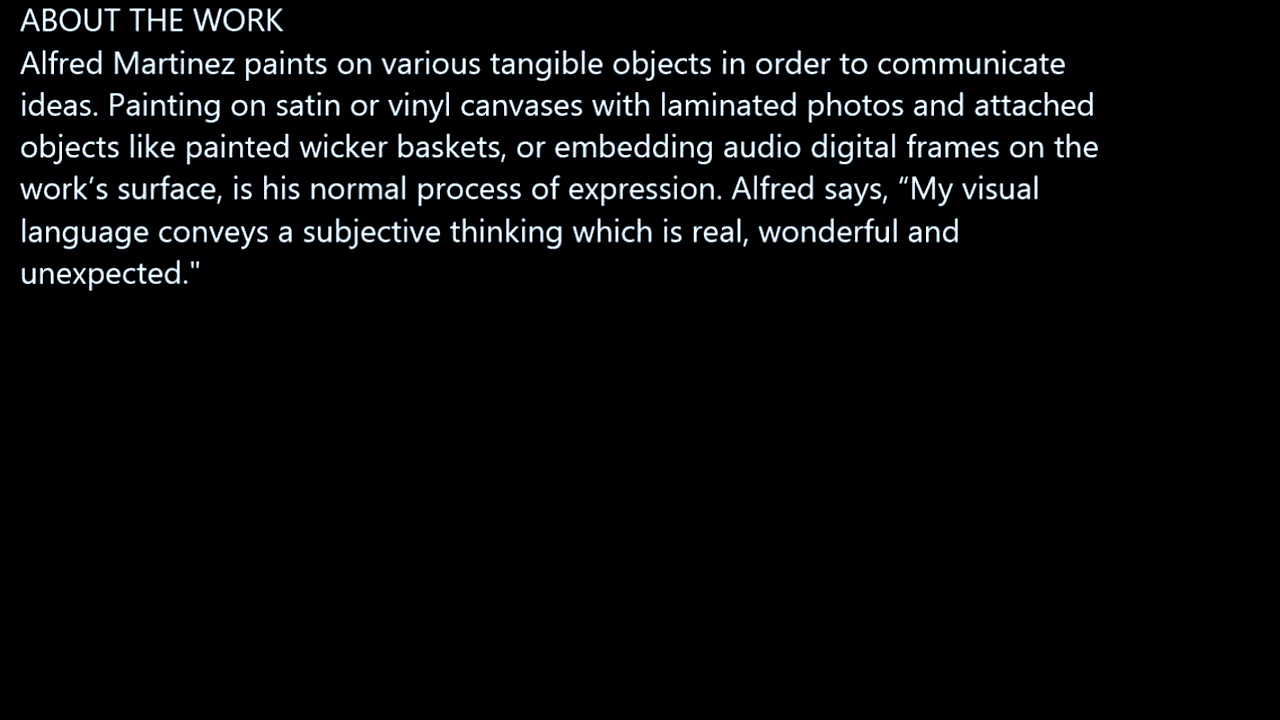 ABOUT THE WORK
Alfred Martinez paints on various tangible objects in order to communicate
ideas. Painting on satin or vinyl canvases with laminated photos and attached
objects like painted wicker baskets, or embedding audio digital frames on the
work’s surface, is his normal process of expression. Alfred says, “My visual
language conveys a subjective thinking which is real, wonderful and
unexpected."